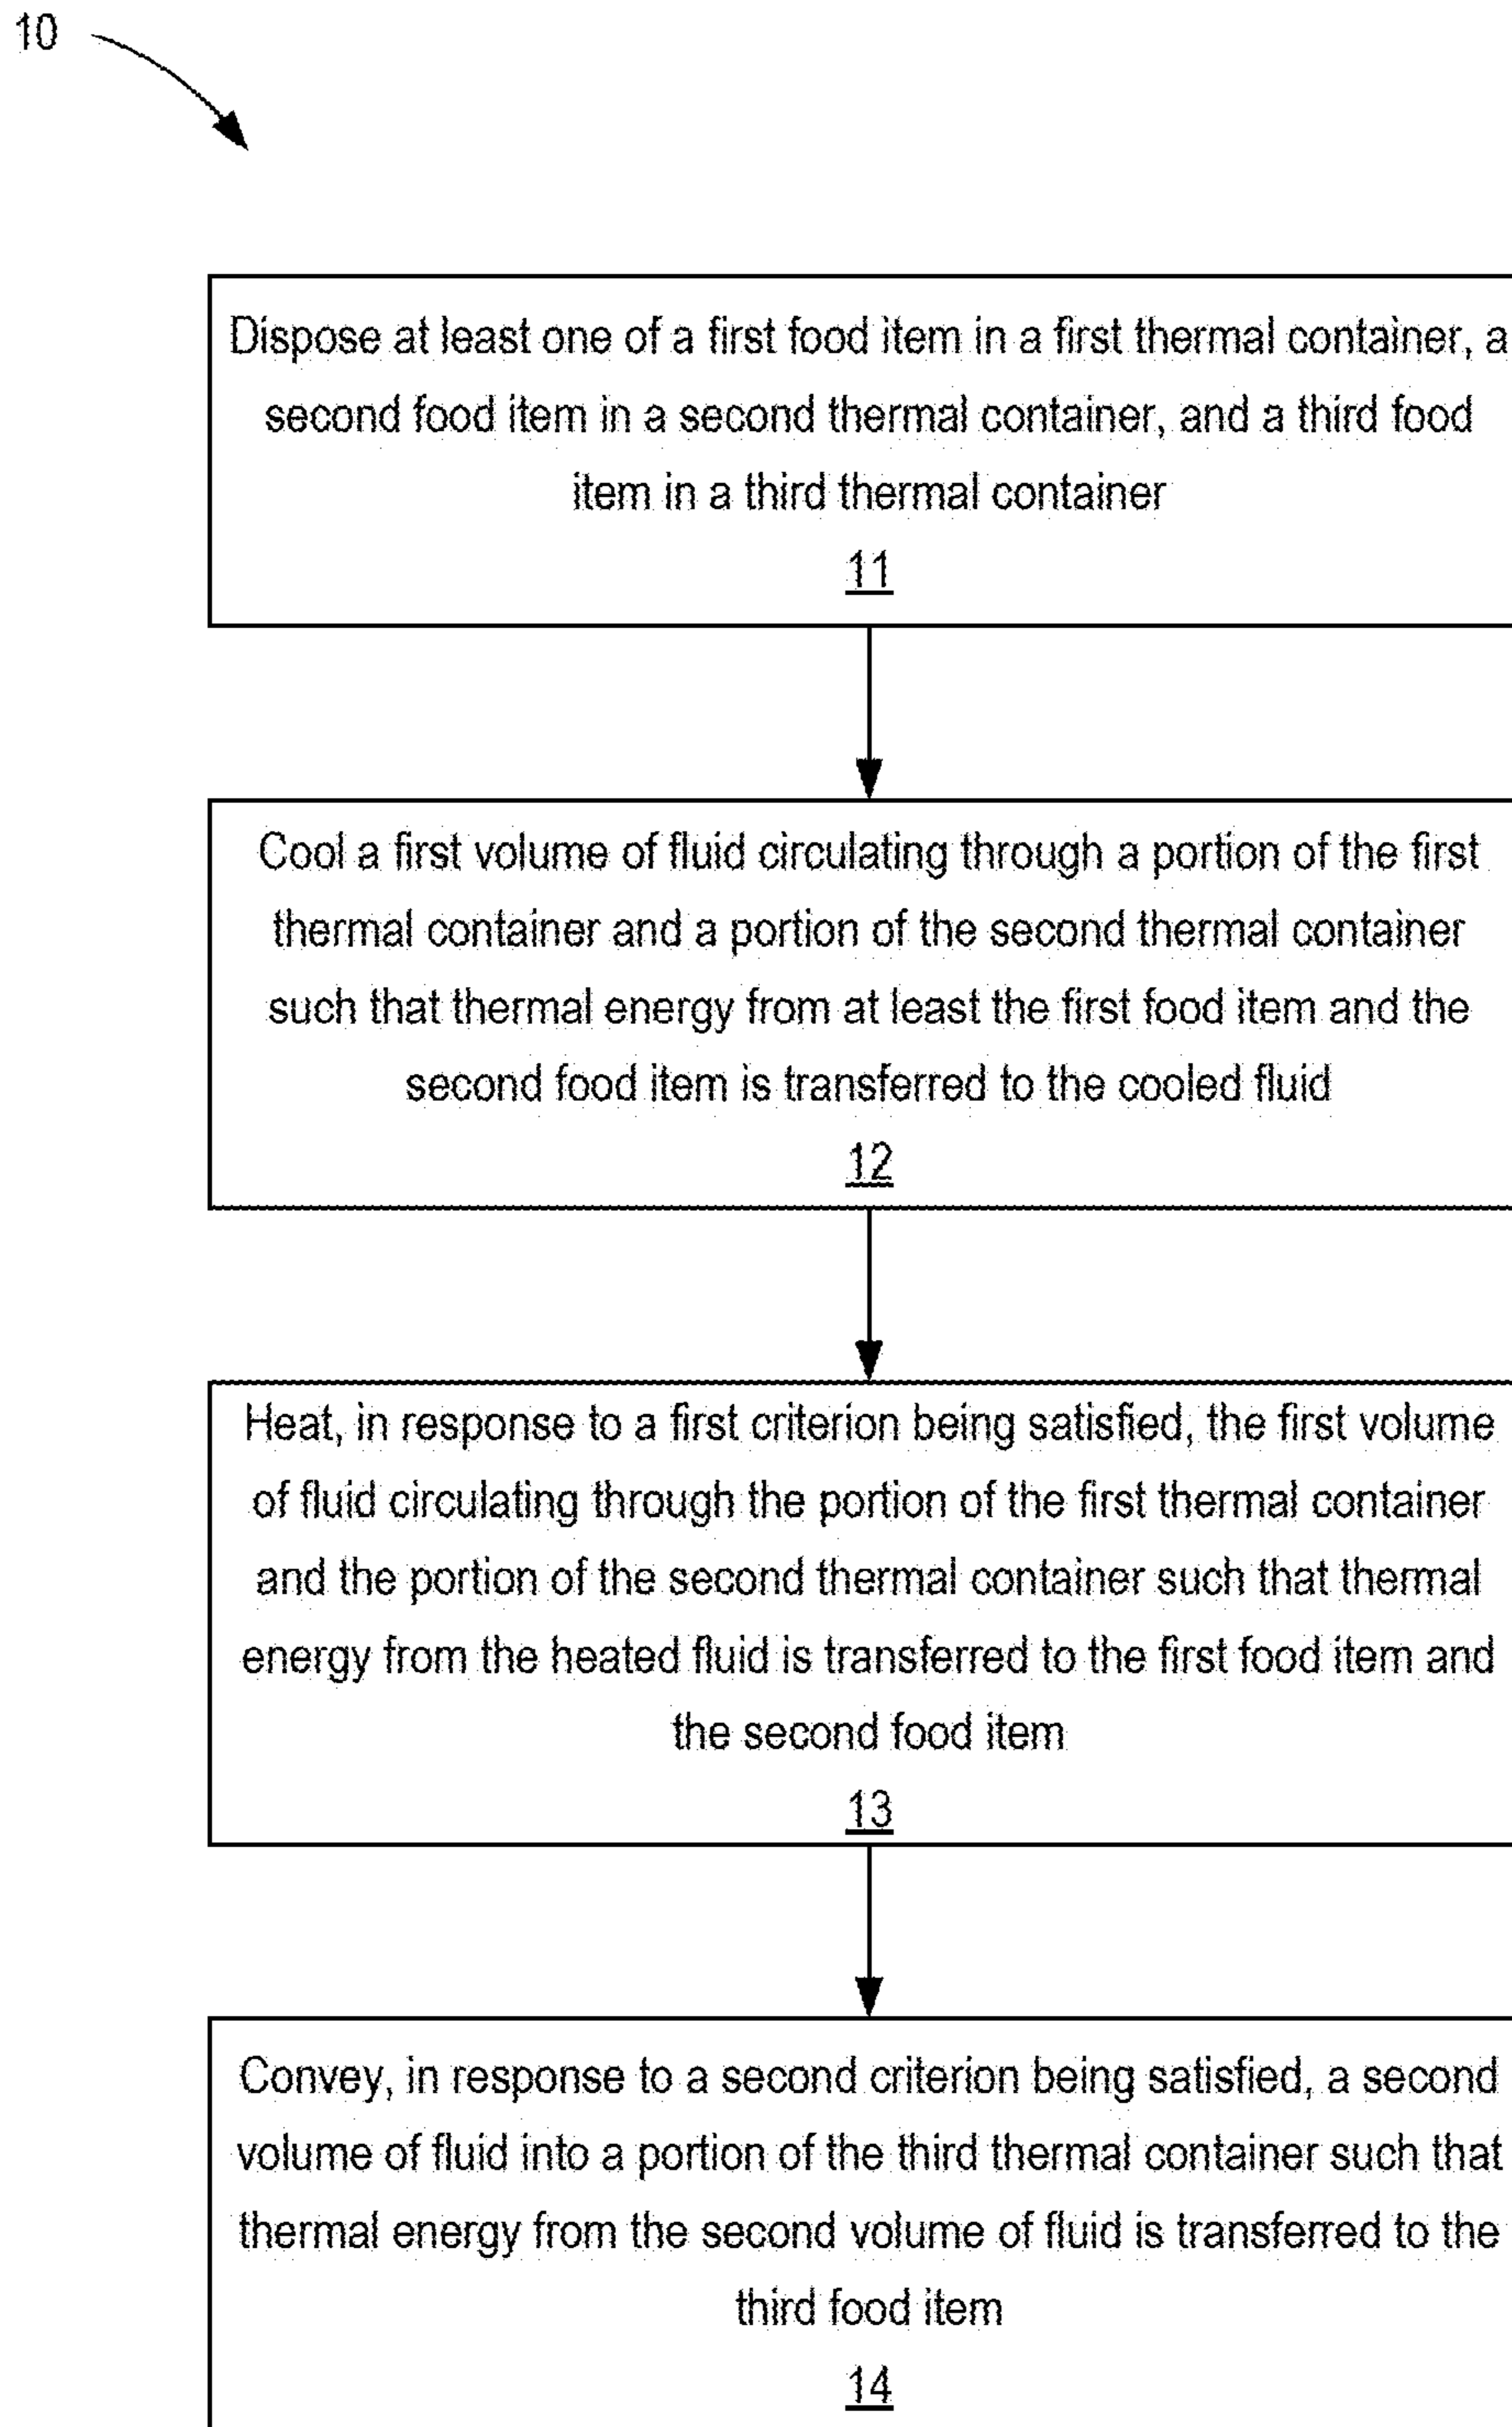 10
Dispose at least one of a first food item in a first thermal container, a
second food item in a second thermal container, and a third food
item in a third thermal container
11
Cool a first volume of fluid circulating through a portion of the first
thermal container and a portion of the second thermal container
such that thermal energy from at least the first food item and the
second food item is transferred to the cooled fluid
12
Heat, in response to a first criterion being satisfied, the first volume
of fluid circulating through the portion of the first thermal container
and the portion of the second thermal container such that thermal
energy from the heated fluid is transferred to the first food item and
the second food item
13
Convey, in response to a second criterion being satisfied, a second
volume of fluid into a portion of the third thermal container such that
thermal energy from the second volume of fluid is transferred to the
third food item
14